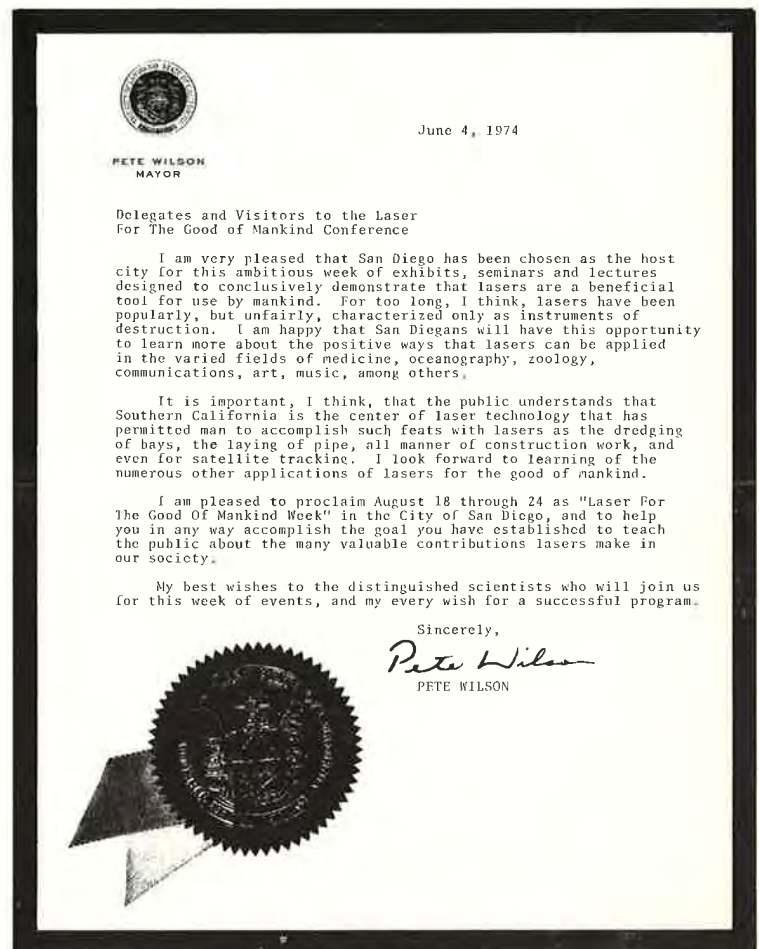 June 4, 1974
PETE WILSON
MAYOR
Delegates and Visitors to the Laser
For The Good of Mankind Conference
I am very pleased that San Diego has been chosen as the host
city for this ambitious week of exhibits, seminars and lectures
designed to conclusively demonstrate that lasers are a beneficial
tool for use by mankind. For too long, I think, lasers have been
popularly, but unfairly, characterized only as instruments of
destruction. I am happy that San Diegans will have this opportunity
to learn more about the positive ways that lasers can be applied
in the varied fields of medicine, oceanography, zoology,
communications, art, music, among others.
It is important, I think, that the public understands that
Southern California is the center of laser technology that has
permitted man to accomplish such feats with lasers as the dredging
of bays, the laying of pipe, all manner of construction work, and
even for satellite tracking. I look forward to learning of the
numerous other applications of lasers for the good of mankind.
I am pleased to proclaim August 18 through 24 as "Laser For
The Good Of Mankind Week" in the City of San Diego, and to help
you in any way accomplish the goal you have established to teach
the public about the many valuable contributions lasers make in
our society.
My best wishes to the distinguished scientists who will join us
for this week of events, and my every wish for a successful program.
Sincerely,
Pete Wilson
PETE WILSON